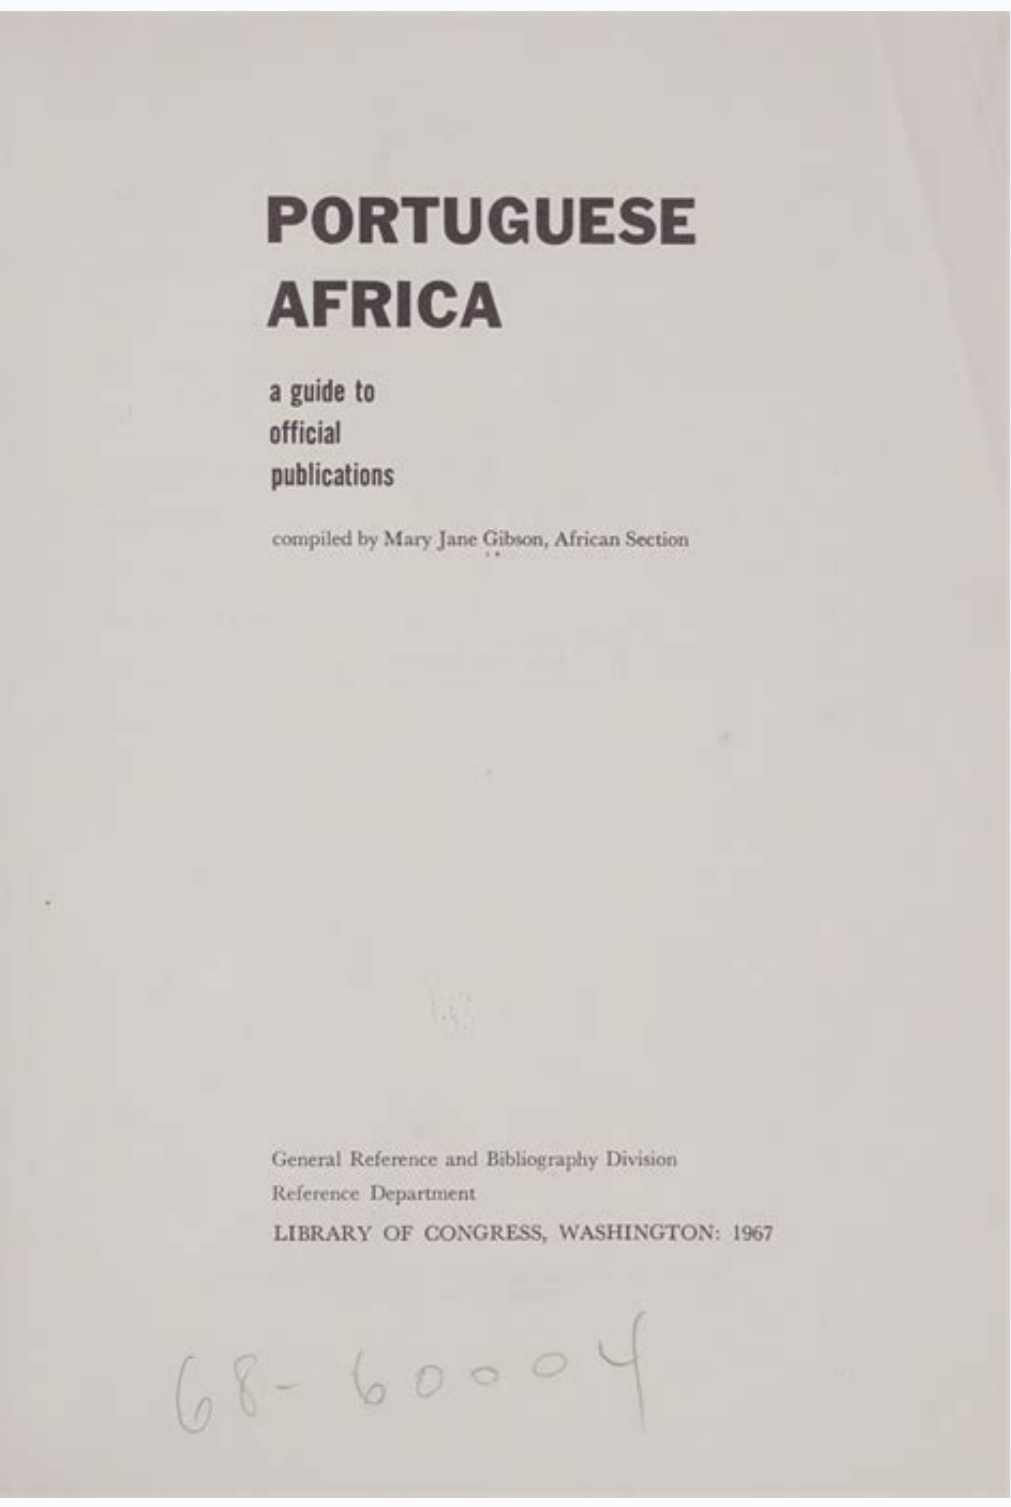 PORTUGUESE
AFRICA
a guide to
official
publications
compiled by Mary Jane Gibson, African Section
General Reference and Bibliography Division
Reference Department
LIBRARY OF CONGRESS, WASHINGTON: 1967
68-60004